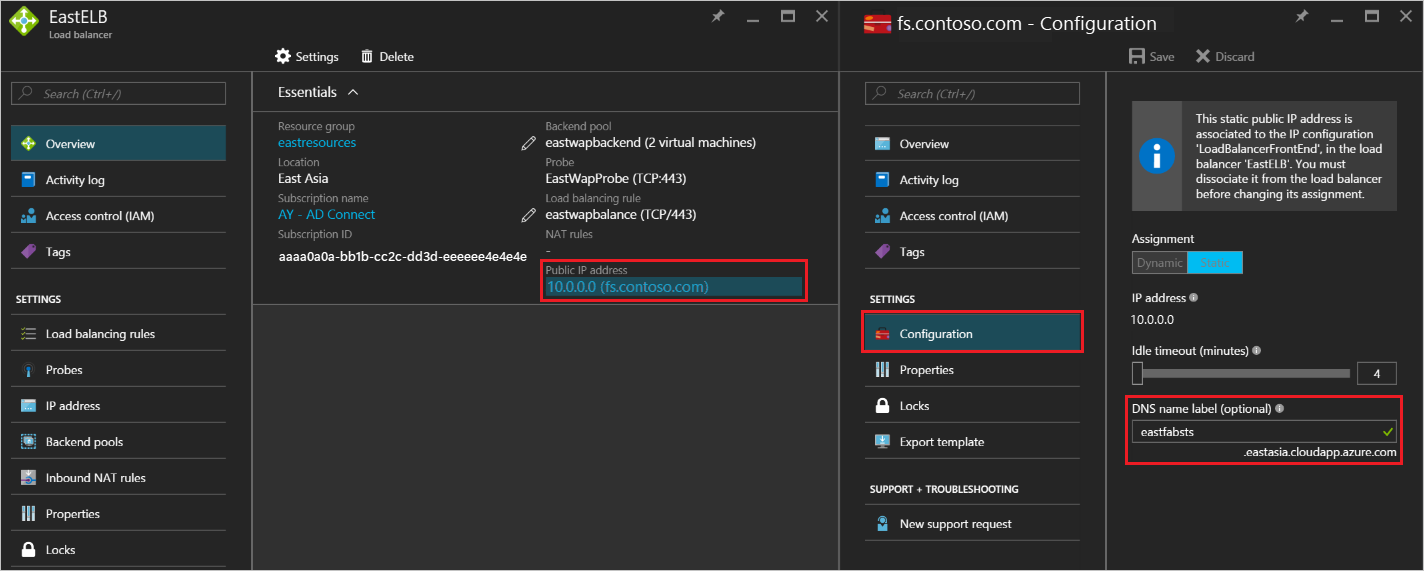 EastELB
Load balancer
Settings
Delete
Search (Ctrl+/)
Overview
Activity log
Access control (IAM)
Tags
SETTINGS
Load balancing rules
Probes
IP address
Backend pools
Inbound NAT rules
Properties
Locks
Essentials
Resource group
eastresources
Location
East Asia
Subscription name
AY - AD Connect
Subscription ID
aaaa0a0a-bb1b-cc2c-dd3d-eeeeee4e4e4e
Backend pool
eastwapbackend (2 virtual machines)
Probe
EastWapProbe (TCP:443)
Load balancing rule
eastwapbalance (TCP/443)
NAT rules
-
Public IP address
10.0.0.0 (fs.contoso.com)
fs.contoso.com - Configuration
Save
Discard
Search (Ctrl+/)
Overview
Activity log
Access control (IAM)
Tags
SETTINGS
Configuration
Properties
Locks
Export template
SUPPORT + TROUBLESHOOTING
New support request
This static public IP address is
associated to the IP configuration
'LoadBalancerFrontEnd', in the load
balancer 'EastELB'. You must
dissociate it from the load balancer
before changing its assignment.
Assignment
Dynamic
Static
IP address
10.0.0.0
Idle timeout (minutes)
4
DNS name label (optional)
eastfabsts
.eastasia.cloudapp.azure.com